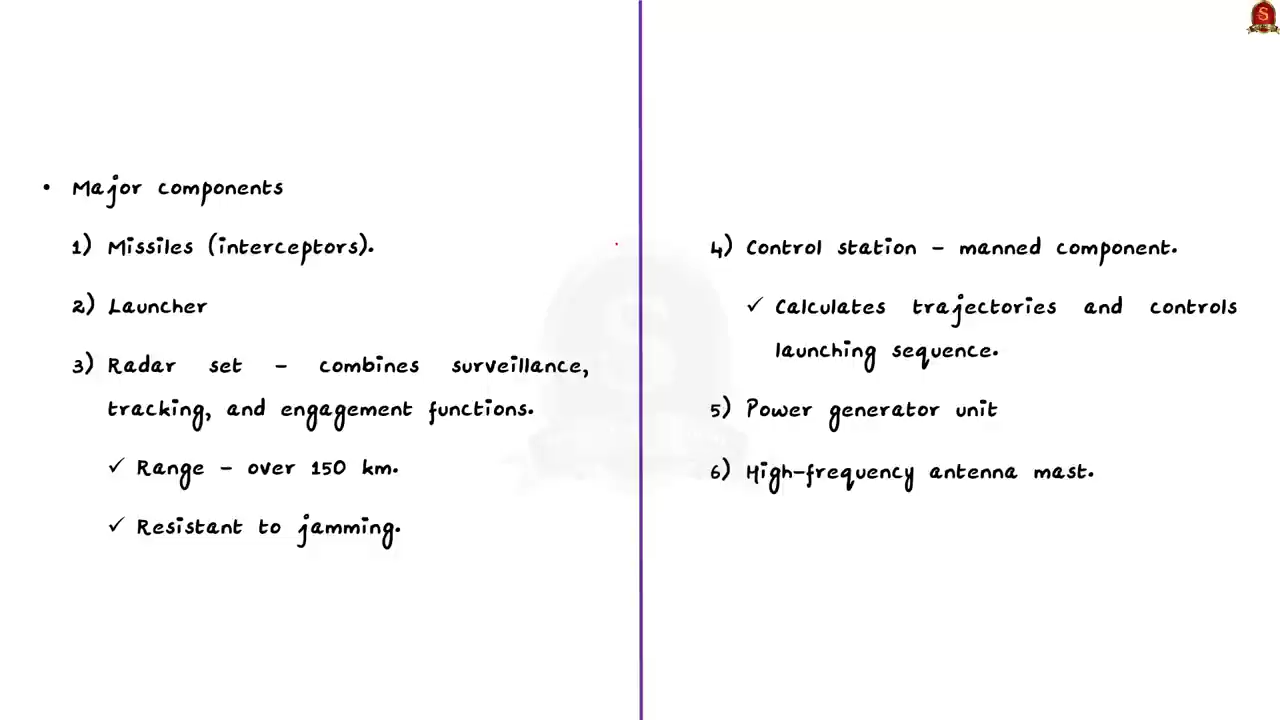 • Major components
1) Missiles (interceptors).
2) Launcher
3) Radar set – combines surveillance,
tracking, and engagement functions.
✓ Range – over 150 km.
✓ Resistant to jamming.
4) Control station – manned component.
✓ Calculates trajectories and controls
launching sequence.
5) Power generator unit
6) High-frequency antenna mast.
S